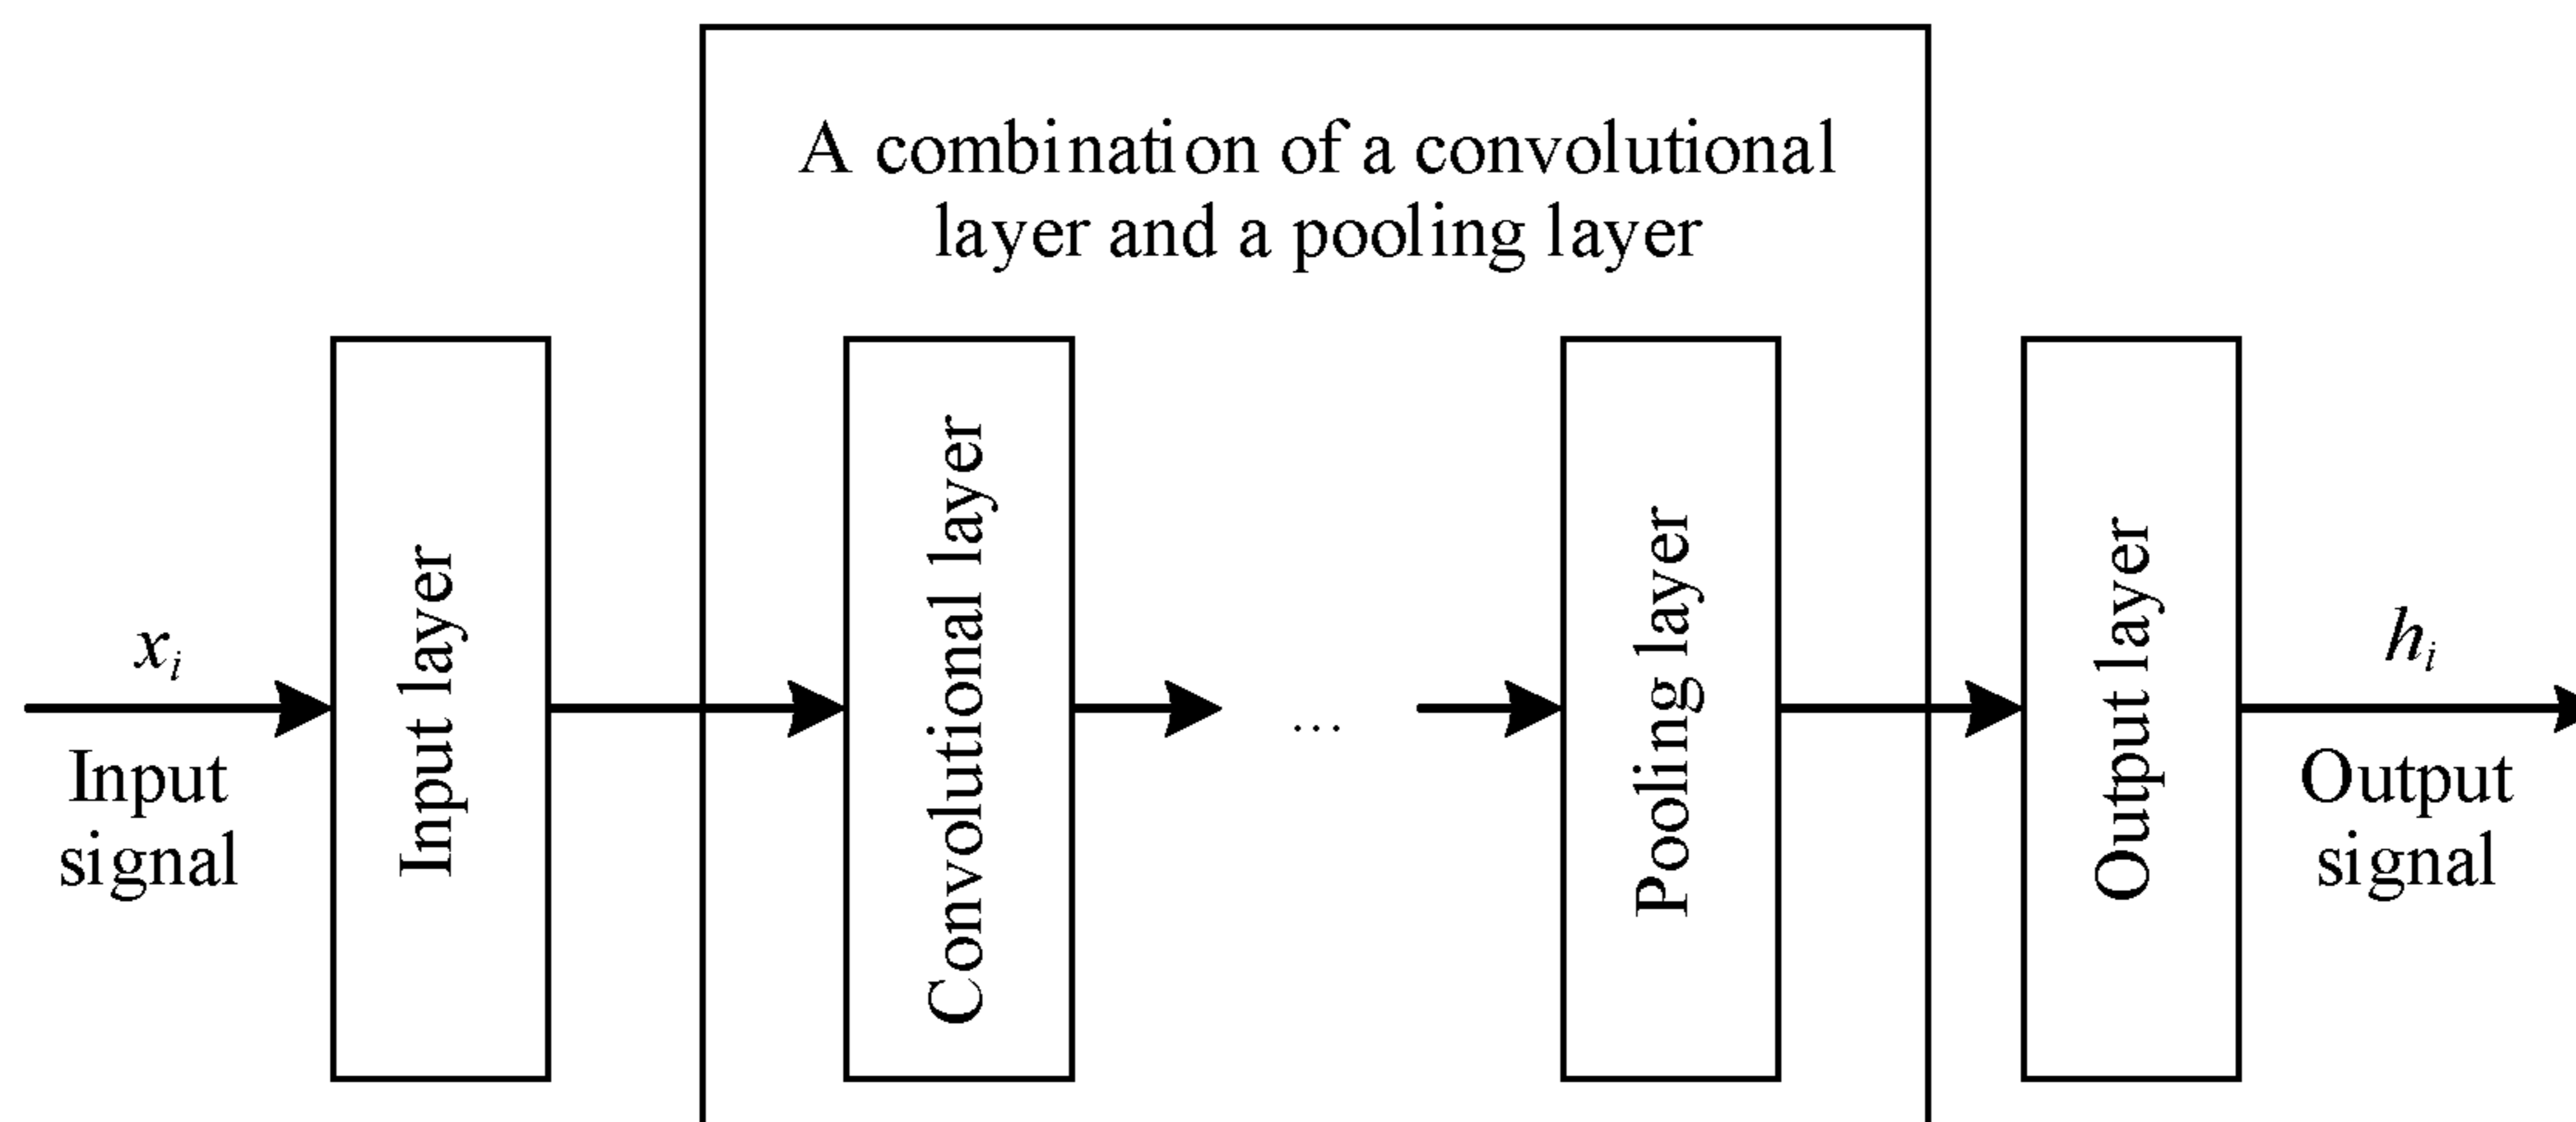 A combination of a convolutional
layer and a pooling layer
x_i
Input
signal
Input layer
Convolutional layer
...
Pooling layer
Output layer
h_i
Output
signal